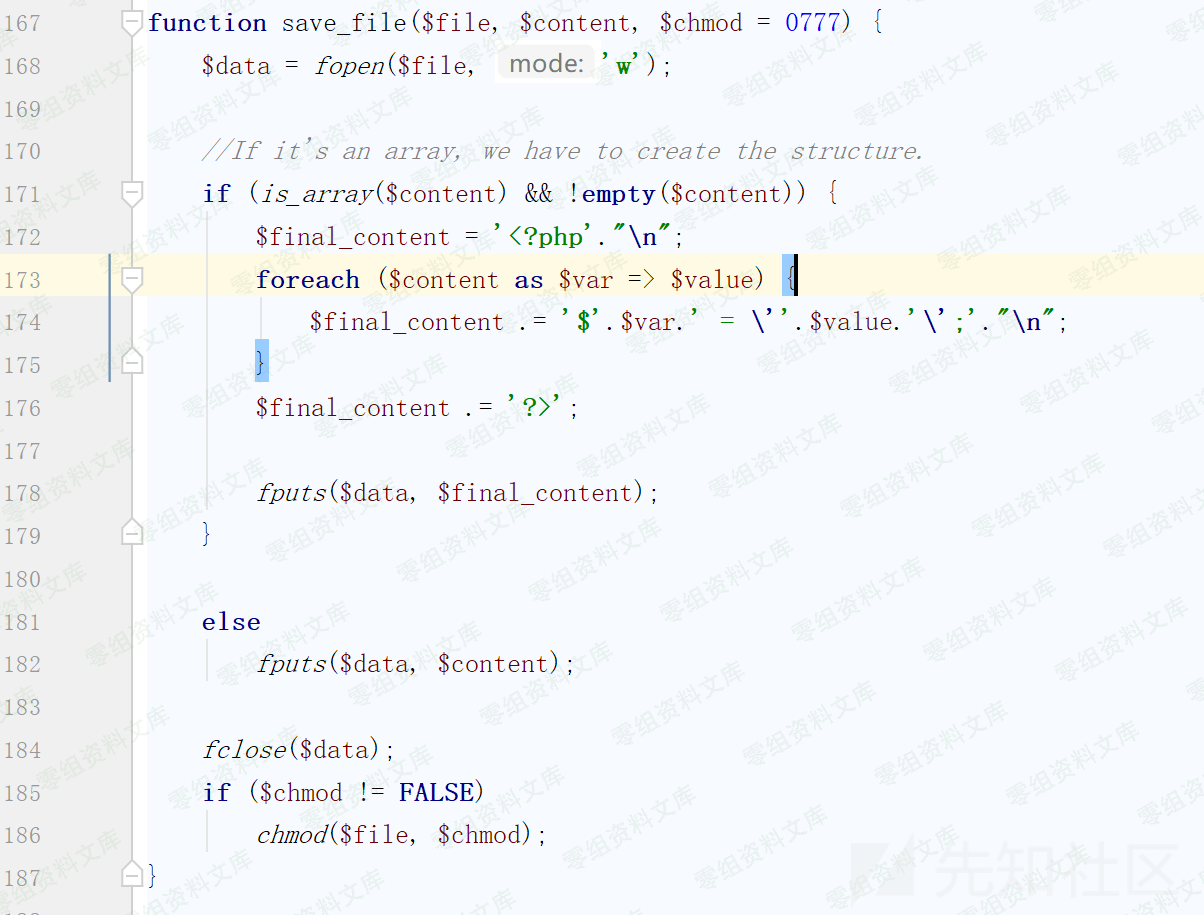 167 function save_file($file, $content, $chmod = 0777) {
168 $data = fopen($file, mode: 'w');
169
170 //If it's an array, we have to create the structure.
171 if (is_array($content) && !empty($content)) {
172 $final_content = '<?php'."\n";
173 foreach ($content as $var => $value) {
174 $final_content .= '$'.$var.' = \''.$value.'\';'."\n";
175 }
176 $final_content .= '?>';
177
178 fputs($data, $final_content);
179 }
180
181 else
182 fputs($data, $content);
183
184 fclose($data);
185 if ($chmod != FALSE)
186 chmod($file, $chmod);
187 }
零组资料文库
先知社区